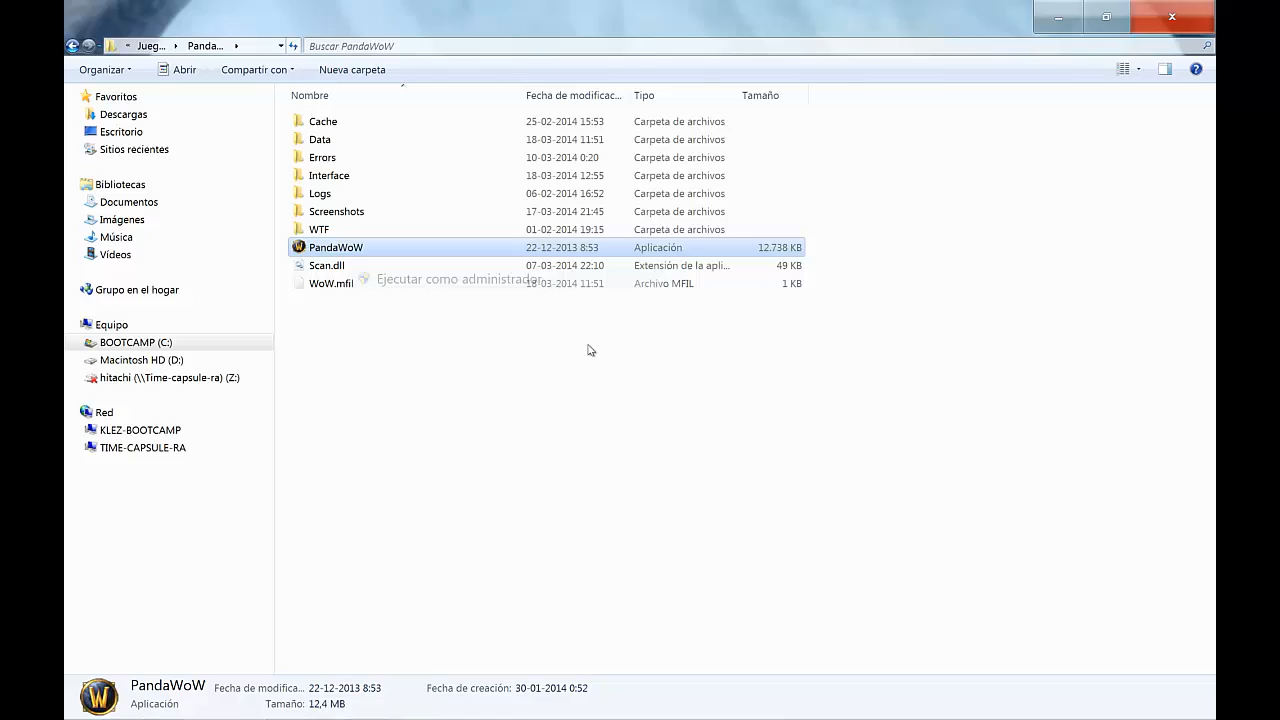 « Jueg... ▸ Panda... ▸
Buscar PandaWoW
Organizar Abrir Compartir con Nueva carpeta
Nombre Fecha de modificac... Tipo Tamaño
Favoritos
Descargas
Escritorio
Sitios recientes
Bibliotecas
Documentos
Imágenes
Música
Vídeos
Grupo en el hogar
Equipo
BOOTCAMP (C:)
Macintosh HD (D:)
hitachi (\\Time-capsule-ra) (Z:)
Red
KLEZ-BOOTCAMP
TIME-CAPSULE-RA
Cache 25-02-2014 15:53 Carpeta de archivos
Data 18-03-2014 11:51 Carpeta de archivos
Errors 10-03-2014 0:20 Carpeta de archivos
Interface 18-03-2014 12:55 Carpeta de archivos
Logs 06-02-2014 16:52 Carpeta de archivos
Screenshots 17-03-2014 21:45 Carpeta de archivos
WTF 01-02-2014 19:15 Carpeta de archivos
PandaWoW 22-12-2013 8:53 Aplicación 12.738 KB
Scan.dll 07-03-2014 22:10 Extensión de la apli... 49 KB
Ejecutar como administrador
WoW.mfil 18-03-2014 11:51 Archivo MFIL 1 KB
PandaWoW Fecha de modifica... 22-12-2013 8:53 Fecha de creación: 30-01-2014 0:52
Aplicación Tamaño: 12,4 MB